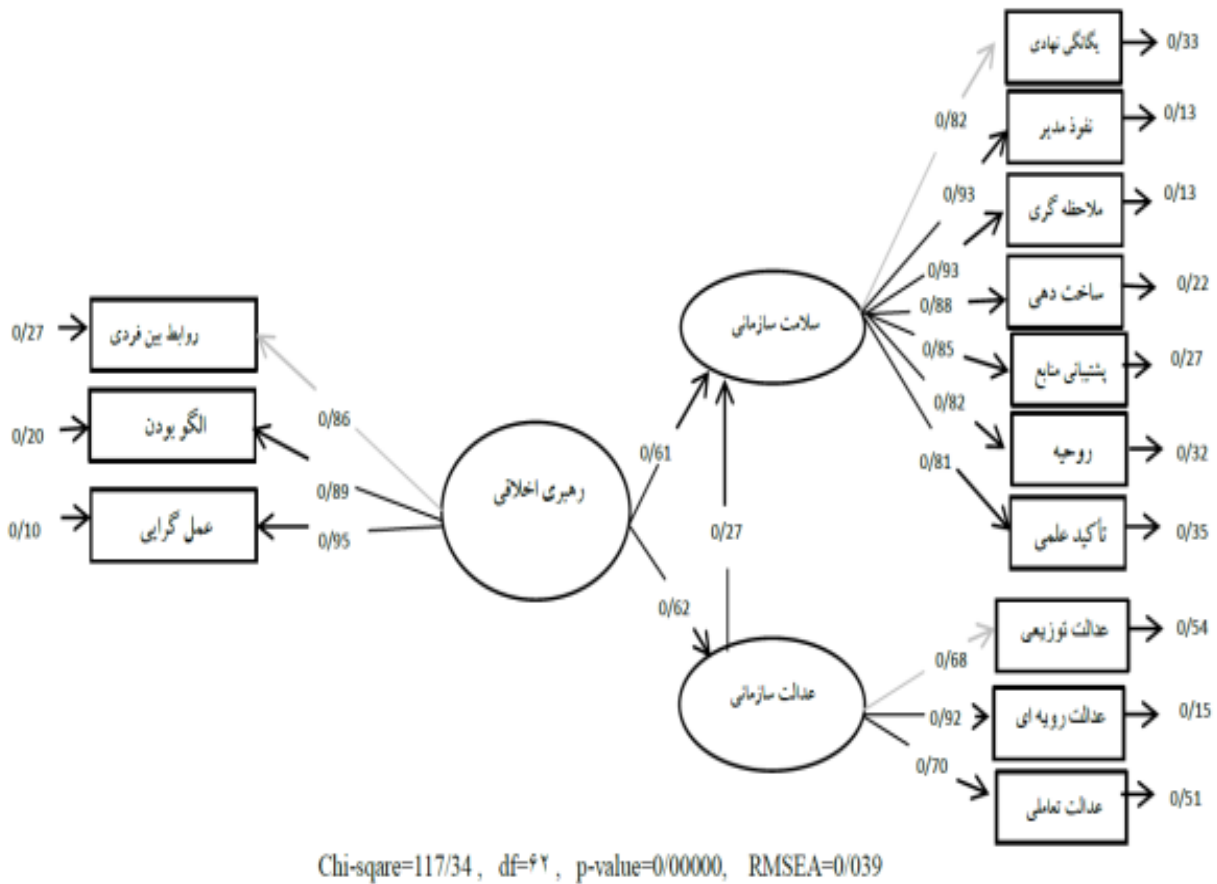 یگانگی نهادی
0/33
0/82
نفوذ مدیر
0/13
0/93
ملاحظه گری
0/13
0/93
ساخت دهی
0/22
0/88
سلامت سازمانی
پشتیبانی منابع
0/27
0/85
روحیه
0/32
0/82
تأکید علمی
0/35
0/81
0/27
روابط بین فردی
0/86
0/20
الگو بودن
0/89
0/10
عمل گرایی
0/95
رهبری اخلاقی
0/61
0/27
0/62
عدالت توزیعی
0/54
0/68
عدالت سازمانی
عدالت رویه ای
0/15
0/92
عدالت تعاملی
0/51
0/70
Chi-sqare=117/34 , df=۶۲ , p-value=0/00000, RMSEA=0/039